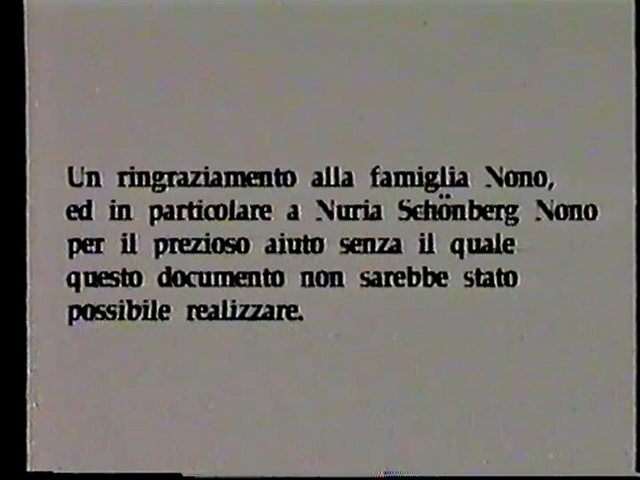 Un ringraziamento alla famiglia Nono,
ed in particolare a Nuria Schönberg Nono
per il prezioso aiuto senza il quale
questo documento non sarebbe stato
possibile realizzare.